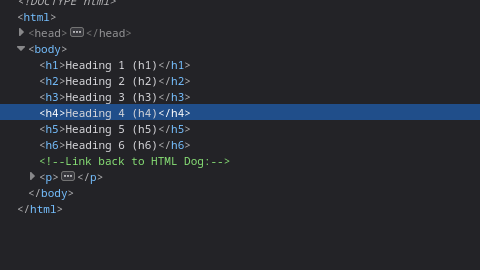 <!DOCTYPE html>
<html>
<head> ••• </head>
<body>
<h1>Heading 1 (h1)</h1>
<h2>Heading 2 (h2)</h2>
<h3>Heading 3 (h3)</h3>
<h4>Heading 4 (h4)</h4>
<h5>Heading 5 (h5)</h5>
<h6>Heading 6 (h6)</h6>
<!--Link back to HTML Dog:-->
<p> ••• </p>
</body>
</html>